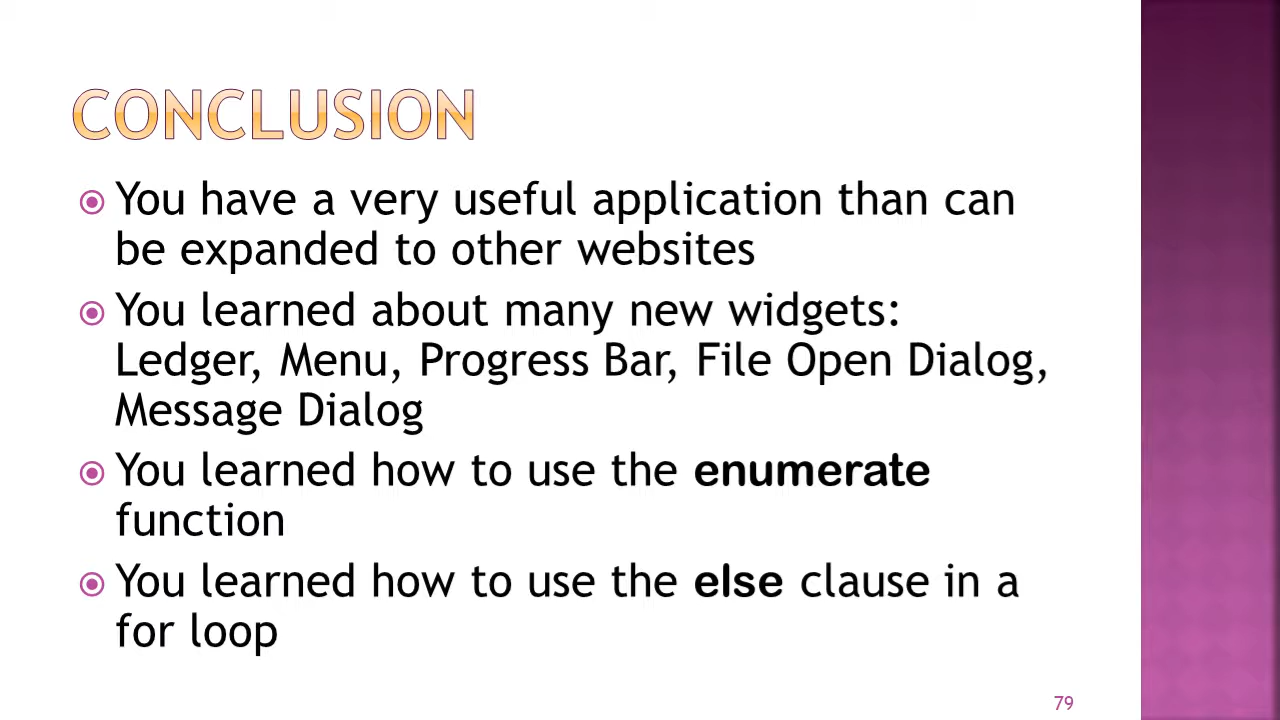 CONCLUSION
You have a very useful application than can
be expanded to other websites
You learned about many new widgets:
Ledger, Menu, Progress Bar, File Open Dialog,
Message Dialog
You learned how to use the enumerate
function
You learned how to use the else clause in a
for loop
79